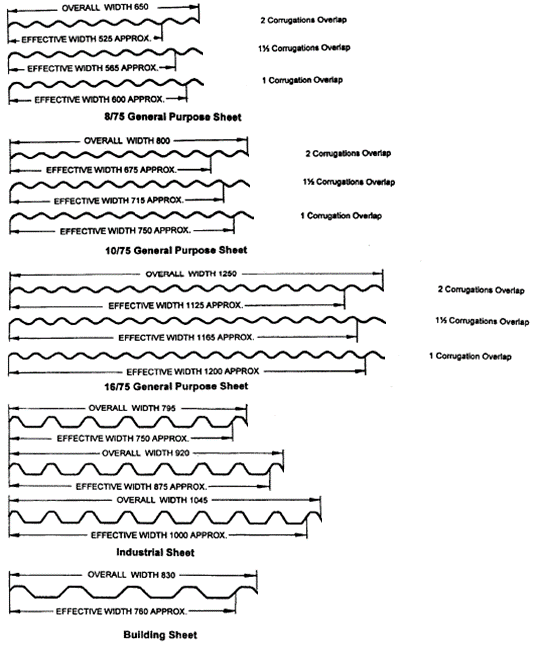 OVERALL WIDTH 650
2 Corrugations Overlap
EFFECTIVE WIDTH 525 APPROX.
1½ Corrugations Overlap
EFFECTIVE WIDTH 565 APPROX.
1 Corrugation Overlap
EFFECTIVE WIDTH 600 APPROX.
8/75 General Purpose Sheet
OVERALL WIDTH 800
2 Corrugations Overlap
EFFECTIVE WIDTH 675 APPROX.
1½ Corrugations Overlap
EFFECTIVE WIDTH 715 APPROX.
1 Corrugation Overlap
EFFECTIVE WIDTH 750 APPROX.
10/75 General Purpose Sheet
OVERALL WIDTH 1250
2 Corrugations Overlap
EFFECTIVE WIDTH 1125 APPROX.
1½ Corrugations Overlap
EFFECTIVE WIDTH 1165 APPROX.
1 Corrugation Overlap
EFFECTIVE WIDTH 1200 APPROX
16/75 General Purpose Sheet
OVERALL WIDTH 795
EFFECTIVE WIDTH 750 APPROX.
OVERALL WIDTH 920
EFFECTIVE WIDTH 875 APPROX.
OVERALL WIDTH 1045
EFFECTIVE WIDTH 1000 APPROX.
Industrial Sheet
OVERALL WIDTH 830
EFFECTIVE WIDTH 760 APPROX.
Building Sheet